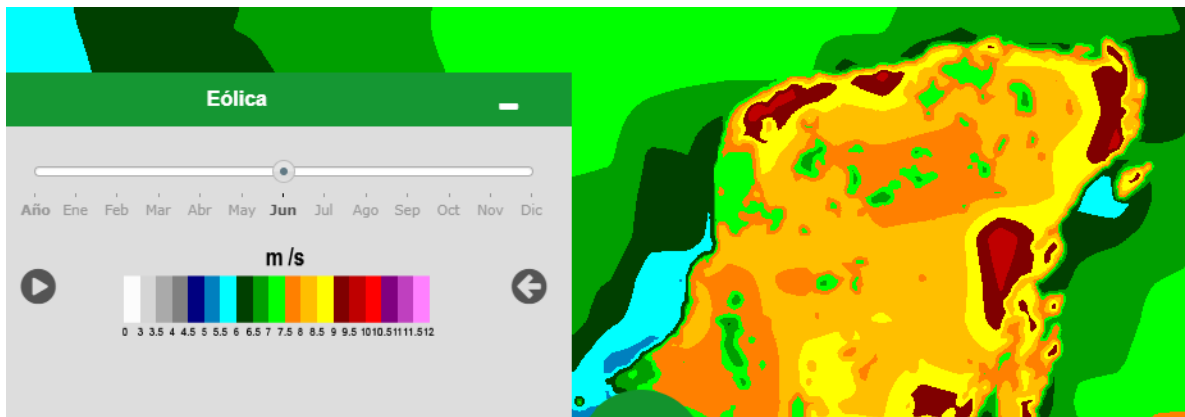 Eólica
Año Ene Feb Mar Abr May Jun Jul Ago Sep Oct Nov Dic
m /s
0 3 3.5 4 4.5 5 5.5 6 6.5 7 7.5 8 8.5 9 9.5 10 10.5 11 11.5 12